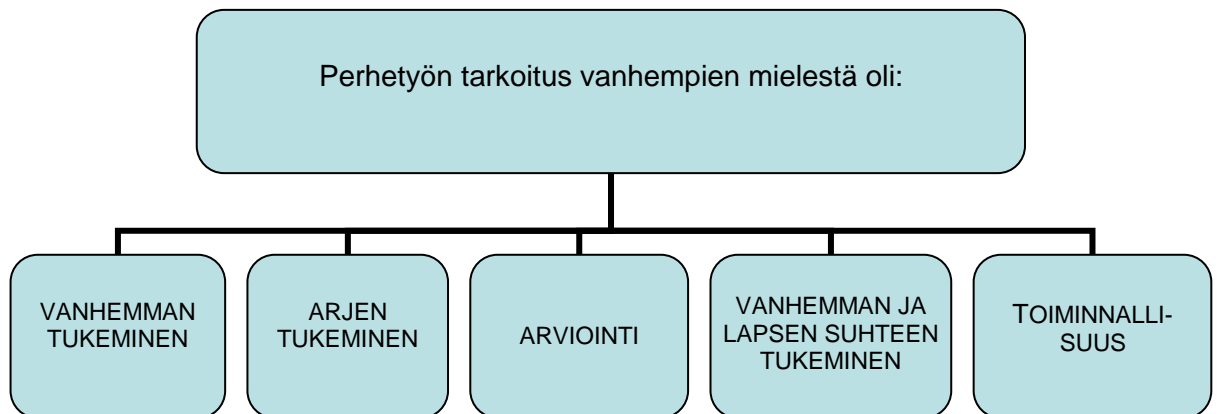 Perhetyön tarkoitus vanhempien mielestä oli:
VANHEMMAN
TUKEMINEN
ARJEN
TUKEMINEN
ARVIOINTI
VANHEMMAN JA
LAPSEN SUHTEEN
TUKEMINEN
TOIMINNALLI-
SUUS